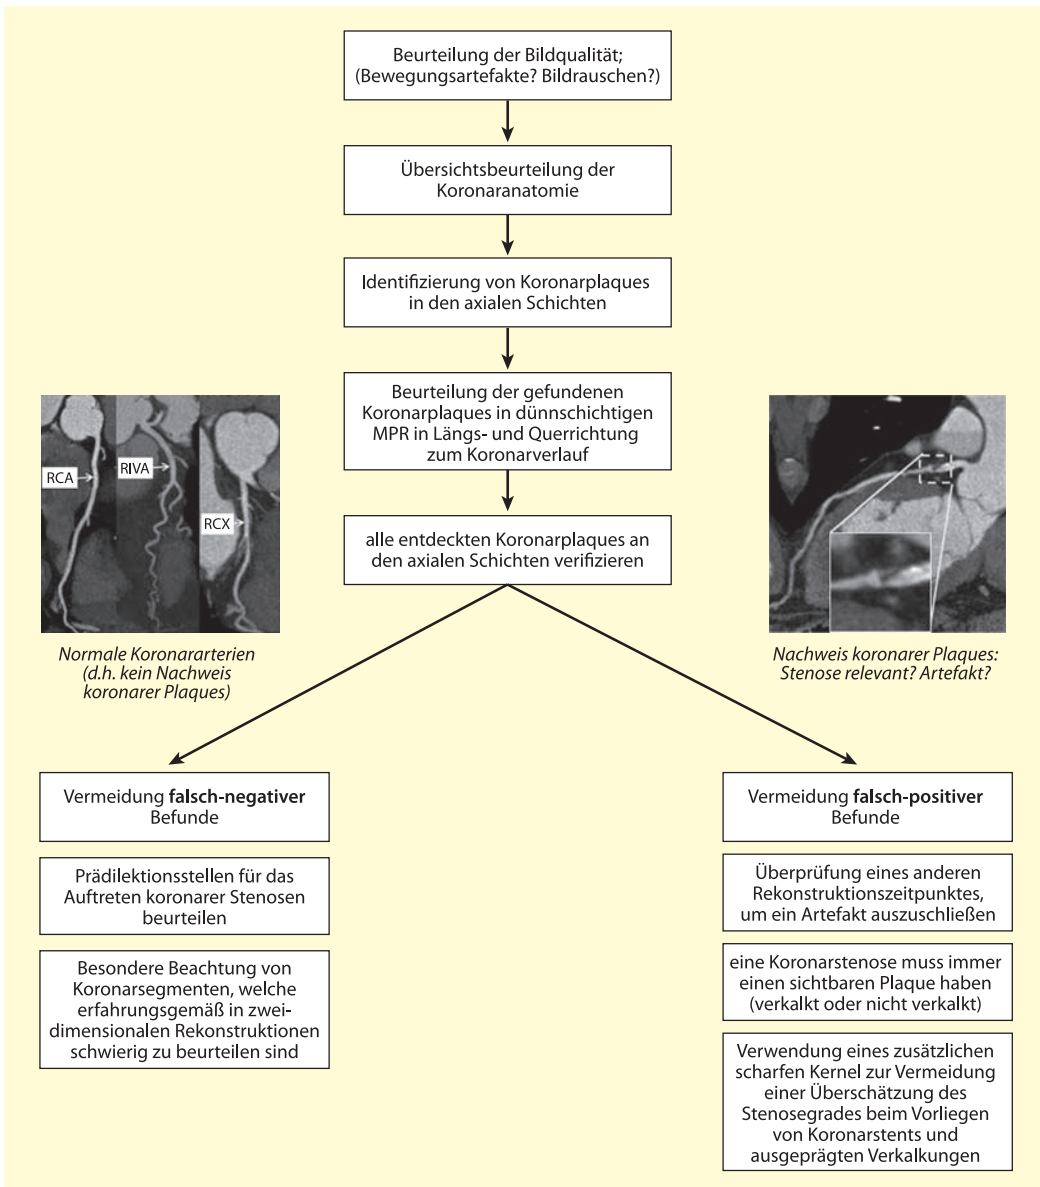 Beurteilung der Bildqualität;
(Bewegungsartefakte? Bildrauschen?)
Übersichtsbeurteilung der
Koronaranatomie
Identifizierung von Koronarplaques
in den axialen Schichten
Beurteilung der gefundenen
Koronarplaques in dünnschichtigen
MPR in Längs- und Querrichtung
zum Koronarverlauf
alle entdeckten Koronarplaques an
den axialen Schichten verifizieren
RCA
RIVA
RCX
Normale Koronararterien
(d.h. kein Nachweis
koronarer Plaques)
Nachweis koronarer Plaques:
Stenose relevant? Artefakt?
Vermeidung falsch-negativer
Befunde
Prädilektionsstellen für das
Auftreten koronarer Stenosen
beurteilen
Besondere Beachtung von
Koronarsegmenten, welche
erfahrungsgemäß in zwei-
dimensionalen Rekonstruktionen
schwierig zu beurteilen sind
Vermeidung falsch-positiver
Befunde
Überprüfung eines anderen
Rekonstruktionszeitpunktes,
um ein Artefakt auszuschließen
eine Koronarstenose muss immer
einen sichtbaren Plaque haben
(verkalkt oder nicht verkalkt)
Verwendung eines zusätzlichen
scharfen Kernel zur Vermeidung
einer Überschätzung des
Stenosegrades beim Vorliegen
von Koronarstents und
ausgeprägten Verkalkungen